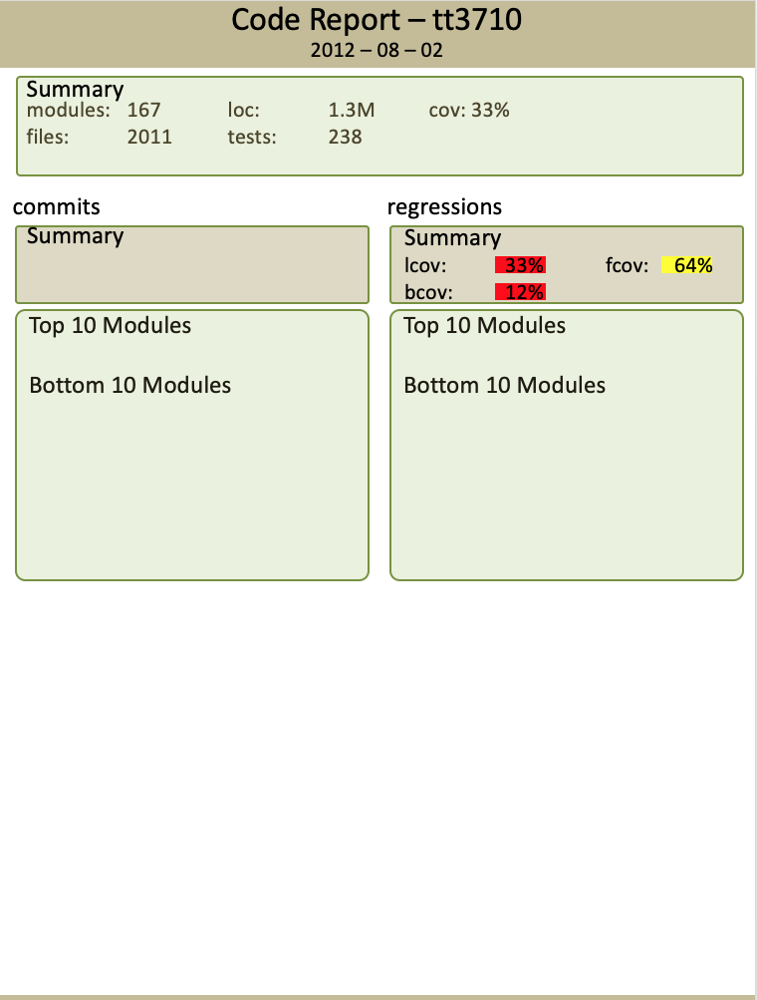 Code Report – tt3710
2012 – 08 – 02
Summary
modules: 167 loc: 1.3M cov: 33%
files: 2011 tests: 238
commits
Summary
Top 10 Modules
Bottom 10 Modules
regressions
Summary
lcov: 33% fcov: 64%
bcov: 12%
Top 10 Modules
Bottom 10 Modules